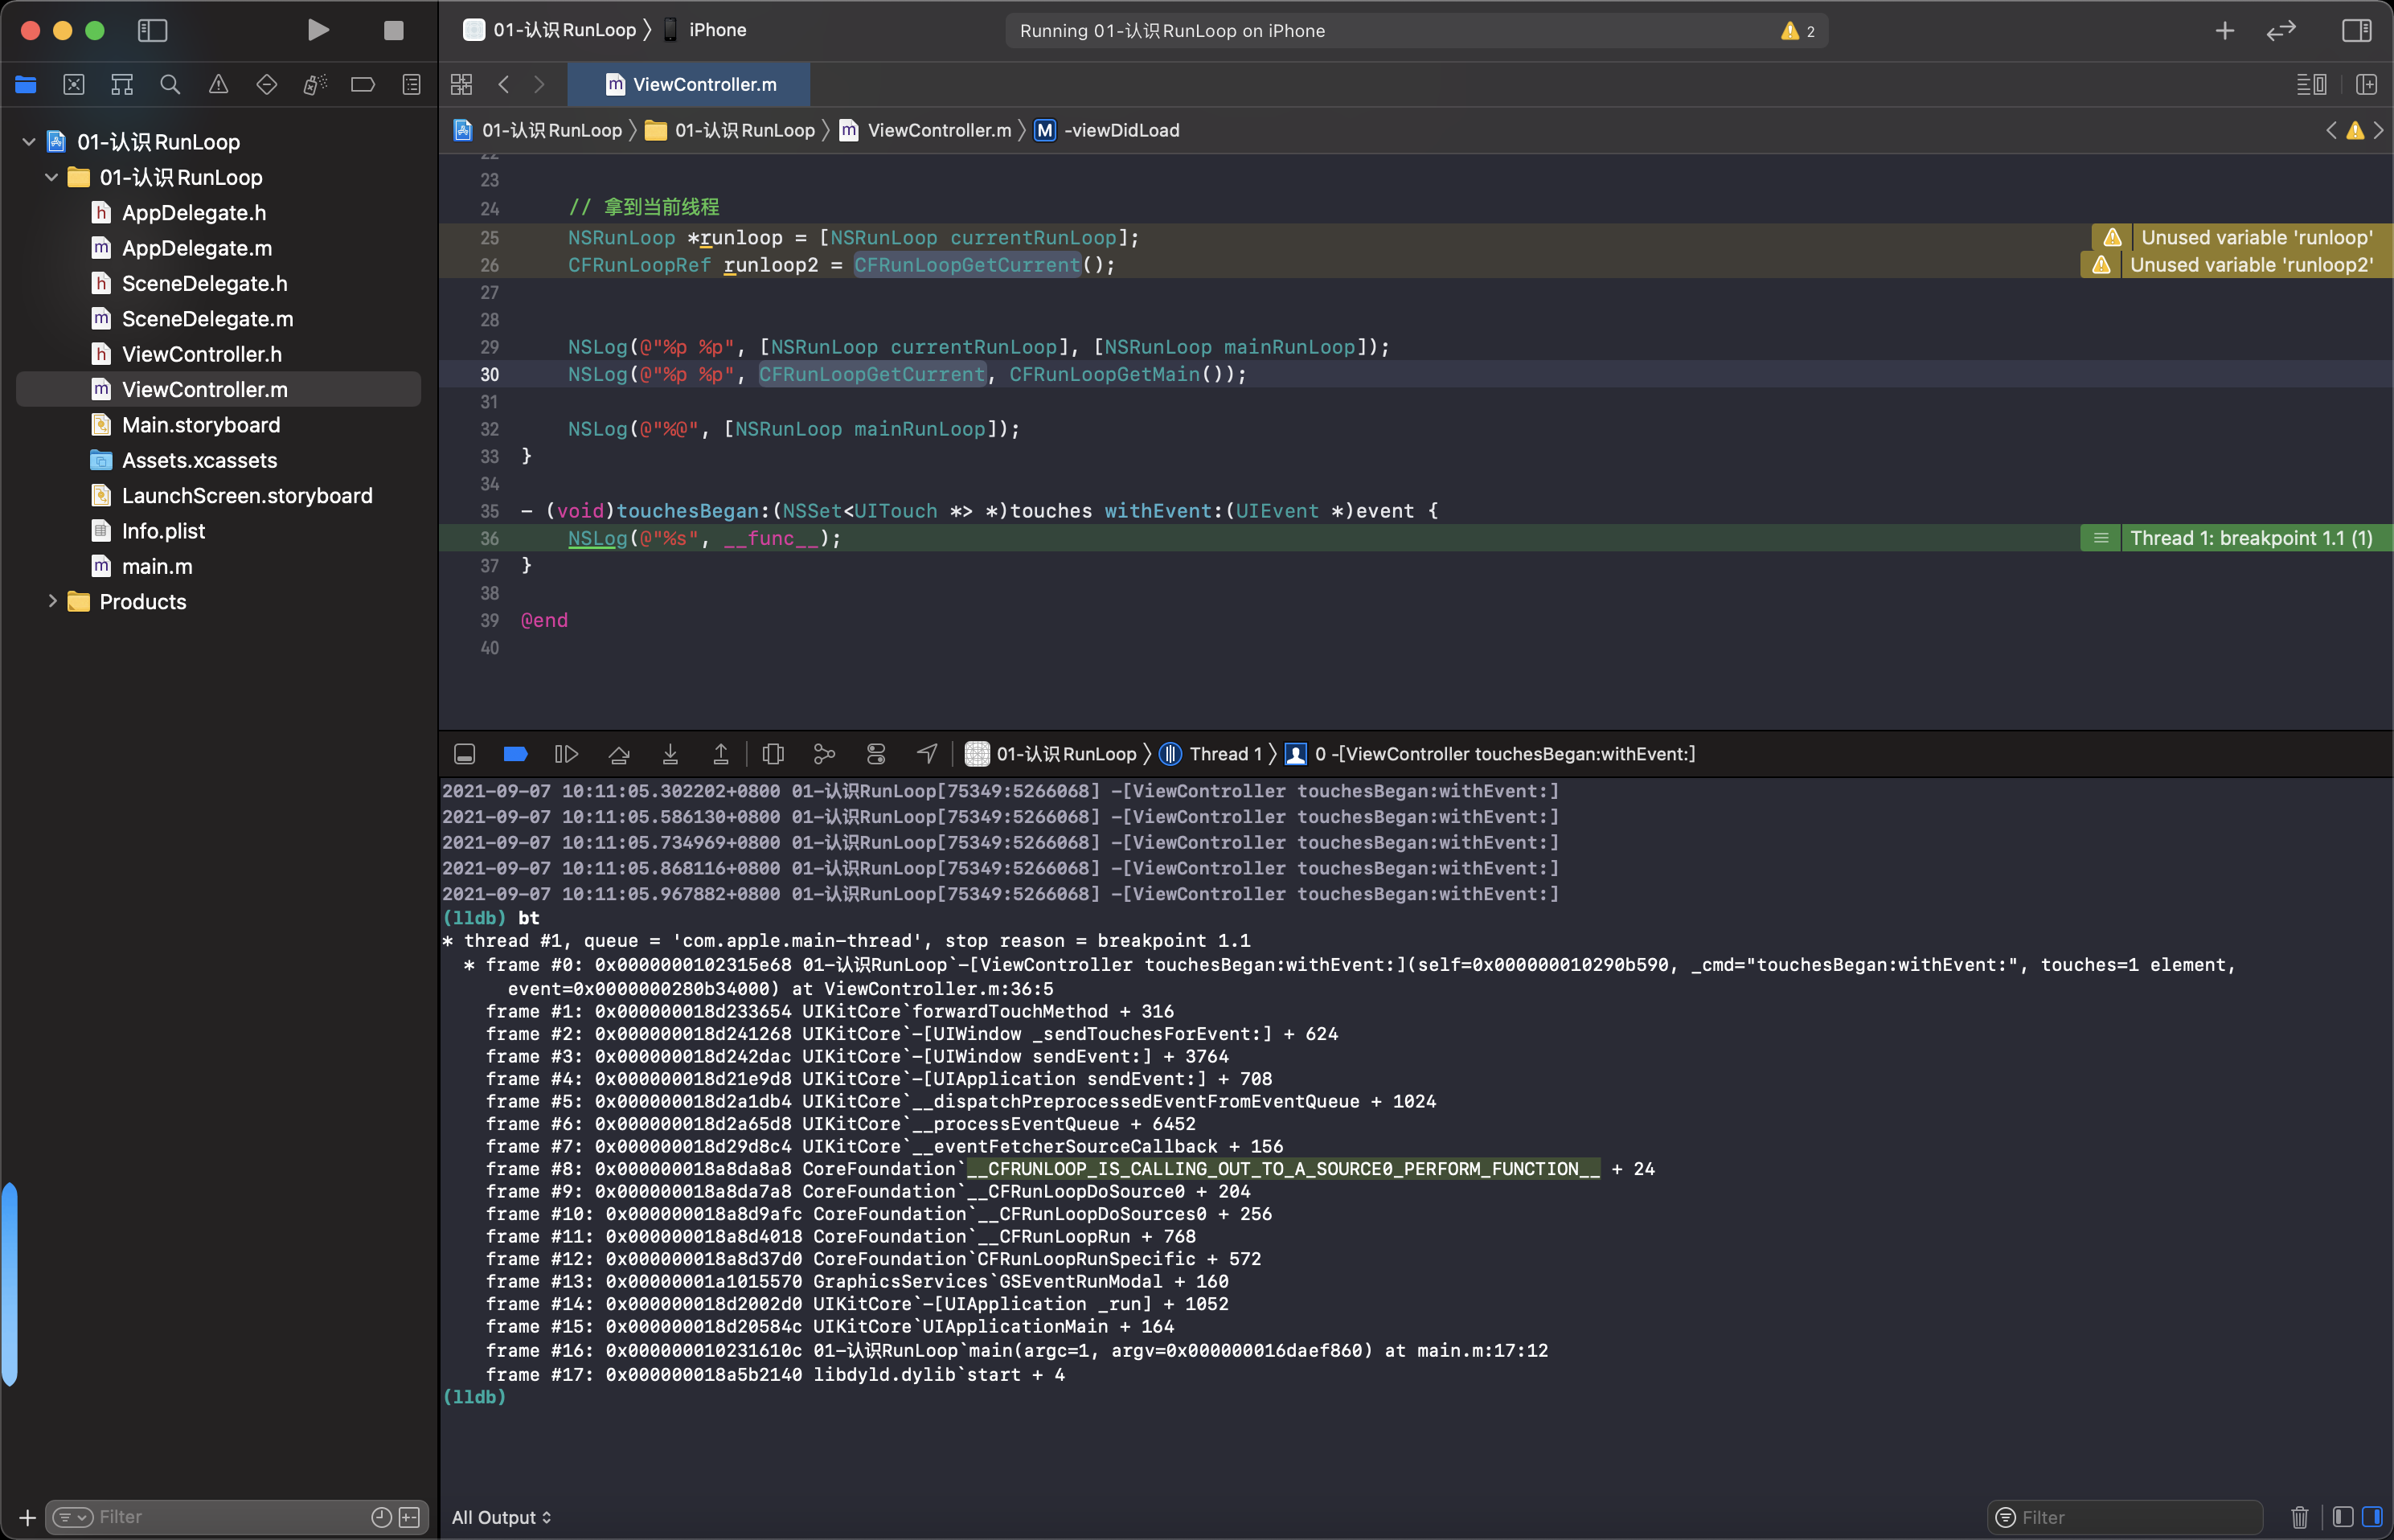 01-认识RunLoop 〉 iPhone
Running 01-认识RunLoop on iPhone
2
ViewController.m
01-认识RunLoop 〉 01-认识RunLoop 〉 ViewController.m 〉 M -viewDidLoad
01-认识RunLoop
01-认识RunLoop
h AppDelegate.h
m AppDelegate.m
h SceneDelegate.h
m SceneDelegate.m
h ViewController.h
m ViewController.m
Main.storyboard
Assets.xcassets
LaunchScreen.storyboard
Info.plist
m main.m
Products
Filter
22
23
24 // 拿到当前线程
25 NSRunLoop *runloop = [NSRunLoop currentRunLoop]; Unused variable 'runloop'
26 CFRunLoopRef runloop2 = CFRunLoopGetCurrent(); Unused variable 'runloop2'
27
28
29 NSLog(@"%p %p", [NSRunLoop currentRunLoop], [NSRunLoop mainRunLoop]);
30 NSLog(@"%p %p", CFRunLoopGetCurrent, CFRunLoopGetMain());
31
32 NSLog(@"%@", [NSRunLoop mainRunLoop]);
33 }
34
35 - (void)touchesBegan:(NSSet<UITouch *> *)touches withEvent:(UIEvent *)event {
36 NSLog(@"%s", __func__); Thread 1: breakpoint 1.1 (1)
37 }
38
39 @end
40
01-认识RunLoop 〉 Thread 1 〉 0 -[ViewController touchesBegan:withEvent:]
2021-09-07 10:11:05.302202+0800 01-认识RunLoop[75349:5266068] -[ViewController touchesBegan:withEvent:]
2021-09-07 10:11:05.586130+0800 01-认识RunLoop[75349:5266068] -[ViewController touchesBegan:withEvent:]
2021-09-07 10:11:05.734969+0800 01-认识RunLoop[75349:5266068] -[ViewController touchesBegan:withEvent:]
2021-09-07 10:11:05.868116+0800 01-认识RunLoop[75349:5266068] -[ViewController touchesBegan:withEvent:]
2021-09-07 10:11:05.967882+0800 01-认识RunLoop[75349:5266068] -[ViewController touchesBegan:withEvent:]
(lldb) bt
* thread #1, queue = 'com.apple.main-thread', stop reason = breakpoint 1.1
* frame #0: 0x0000000102315e68 01-认识RunLoop`-[ViewController touchesBegan:withEvent:](self=0x000000010290b590, _cmd="touchesBegan:withEvent:", touches=1 element,
event=0x0000000280b34000) at ViewController.m:36:5
frame #1: 0x000000018d233654 UIKitCore`forwardTouchMethod + 316
frame #2: 0x000000018d241268 UIKitCore`-[UIWindow _sendTouchesForEvent:] + 624
frame #3: 0x000000018d242dac UIKitCore`-[UIWindow sendEvent:] + 3764
frame #4: 0x000000018d21e9d8 UIKitCore`-[UIApplication sendEvent:] + 708
frame #5: 0x000000018d2a1db4 UIKitCore`__dispatchPreprocessedEventFromEventQueue + 1024
frame #6: 0x000000018d2a65d8 UIKitCore`__processEventQueue + 6452
frame #7: 0x000000018d29d8c4 UIKitCore`__eventFetcherSourceCallback + 156
frame #8: 0x000000018a8da8a8 CoreFoundation`__CFRUNLOOP_IS_CALLING_OUT_TO_A_SOURCE0_PERFORM_FUNCTION__ + 24
frame #9: 0x000000018a8da7a8 CoreFoundation`__CFRunLoopDoSource0 + 204
frame #10: 0x000000018a8d9afc CoreFoundation`__CFRunLoopDoSources0 + 256
frame #11: 0x000000018a8d4018 CoreFoundation`__CFRunLoopRun + 768
frame #12: 0x000000018a8d37d0 CoreFoundation`CFRunLoopRunSpecific + 572
frame #13: 0x00000001a1015570 GraphicsServices`GSEventRunModal + 160
frame #14: 0x000000018d2002d0 UIKitCore`-[UIApplication _run] + 1052
frame #15: 0x000000018d20584c UIKitCore`UIApplicationMain + 164
frame #16: 0x000000010231610c 01-认识RunLoop`main(argc=1, argv=0x000000016daef860) at main.m:17:12
frame #17: 0x000000018a5b2140 libdyld.dylib`start + 4
(lldb)
All Output
Filter